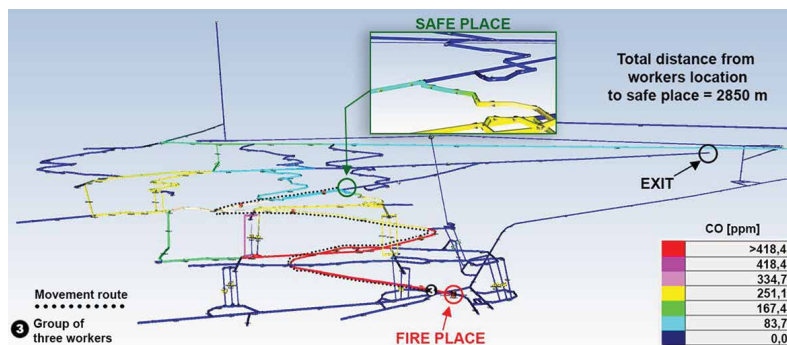 SAFE PLACE
Total distance from
workers location
to safe place = 2850 m
EXIT
CO [ppm]
>418,4
418,4
334,7
251,1
167,4
83,7
0,0
Movement route
3 Group of
three workers
3
FIRE PLACE